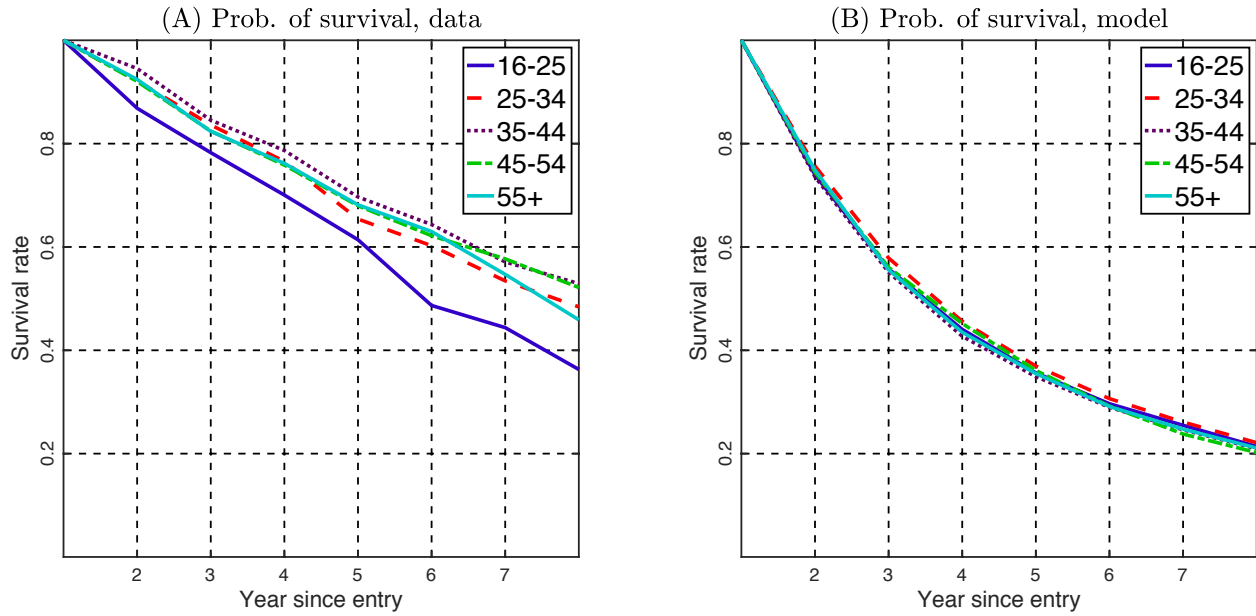 (A) Prob. of survival, data
16-25
25-34
35-44
45-54
55+
0.8
0.6
0.4
0.2
Survival rate
2 3 4 5 6 7
Year since entry
(B) Prob. of survival, model
16-25
25-34
35-44
45-54
55+
0.8
0.6
0.4
0.2
Survival rate
2 3 4 5 6 7
Year since entry